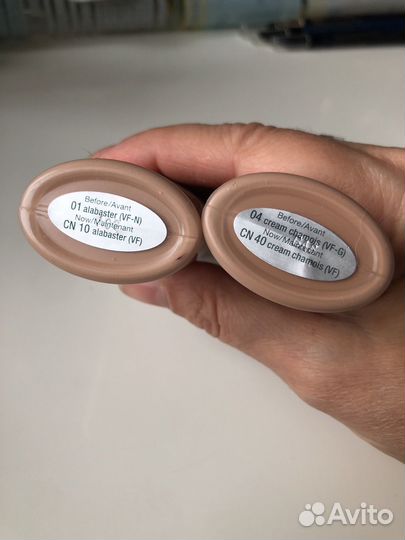 Before/Avant
01 alabaster (VF-N)
Now/Maintenant
CN 10 alabaster (VF)
Before/Avant
04 cream chamois (VF-G)
Now/Maintenant
CN 40 cream chamois (VF)
Avito